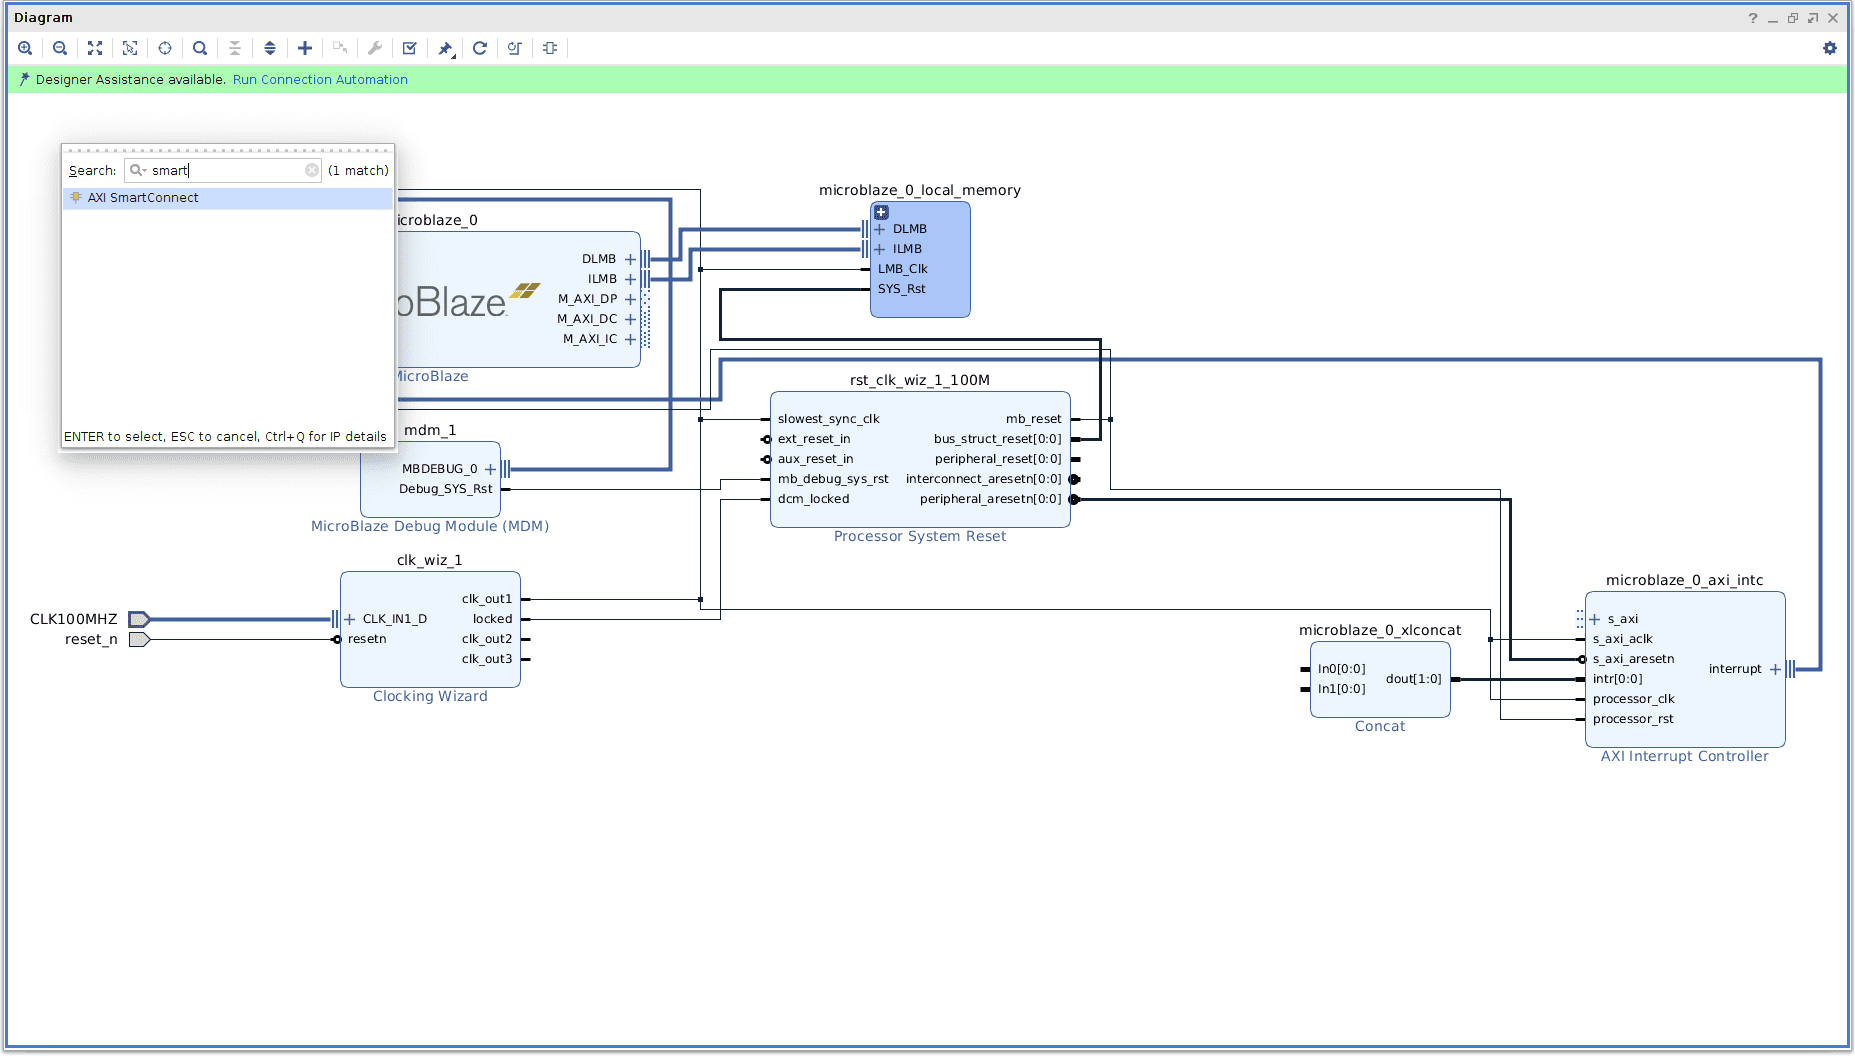 Diagram
Designer Assistance available. Run Connection Automation
Search: smart (1 match)
AXI SmartConnect
ENTER to select, ESC to cancel, Ctrl+Q for IP details
icroblaze_0
DLMB
ILMB
M_AXI_DP
M_AXI_DC
M_AXI_IC
oBlaze
MicroBlaze
microblaze_0_local_memory
DLMB
ILMB
LMB_Clk
SYS_Rst
mdm_1
MBDEBUG_0
Debug_SYS_Rst
MicroBlaze Debug Module (MDM)
rst_clk_wiz_1_100M
slowest_sync_clk
ext_reset_in
aux_reset_in
mb_debug_sys_rst
dcm_locked
mb_reset
bus_struct_reset[0:0]
peripheral_reset[0:0]
interconnect_aresetn[0:0]
peripheral_aresetn[0:0]
Processor System Reset
CLK100MHZ
reset_n
clk_wiz_1
CLK_IN1_D
resetn
clk_out1
locked
clk_out2
clk_out3
Clocking Wizard
microblaze_0_xlconcat
In0[0:0]
In1[0:0]
dout[1:0]
Concat
microblaze_0_axi_intc
s_axi
s_axi_aclk
s_axi_aresetn
intr[0:0]
processor_clk
processor_rst
interrupt
AXI Interrupt Controller